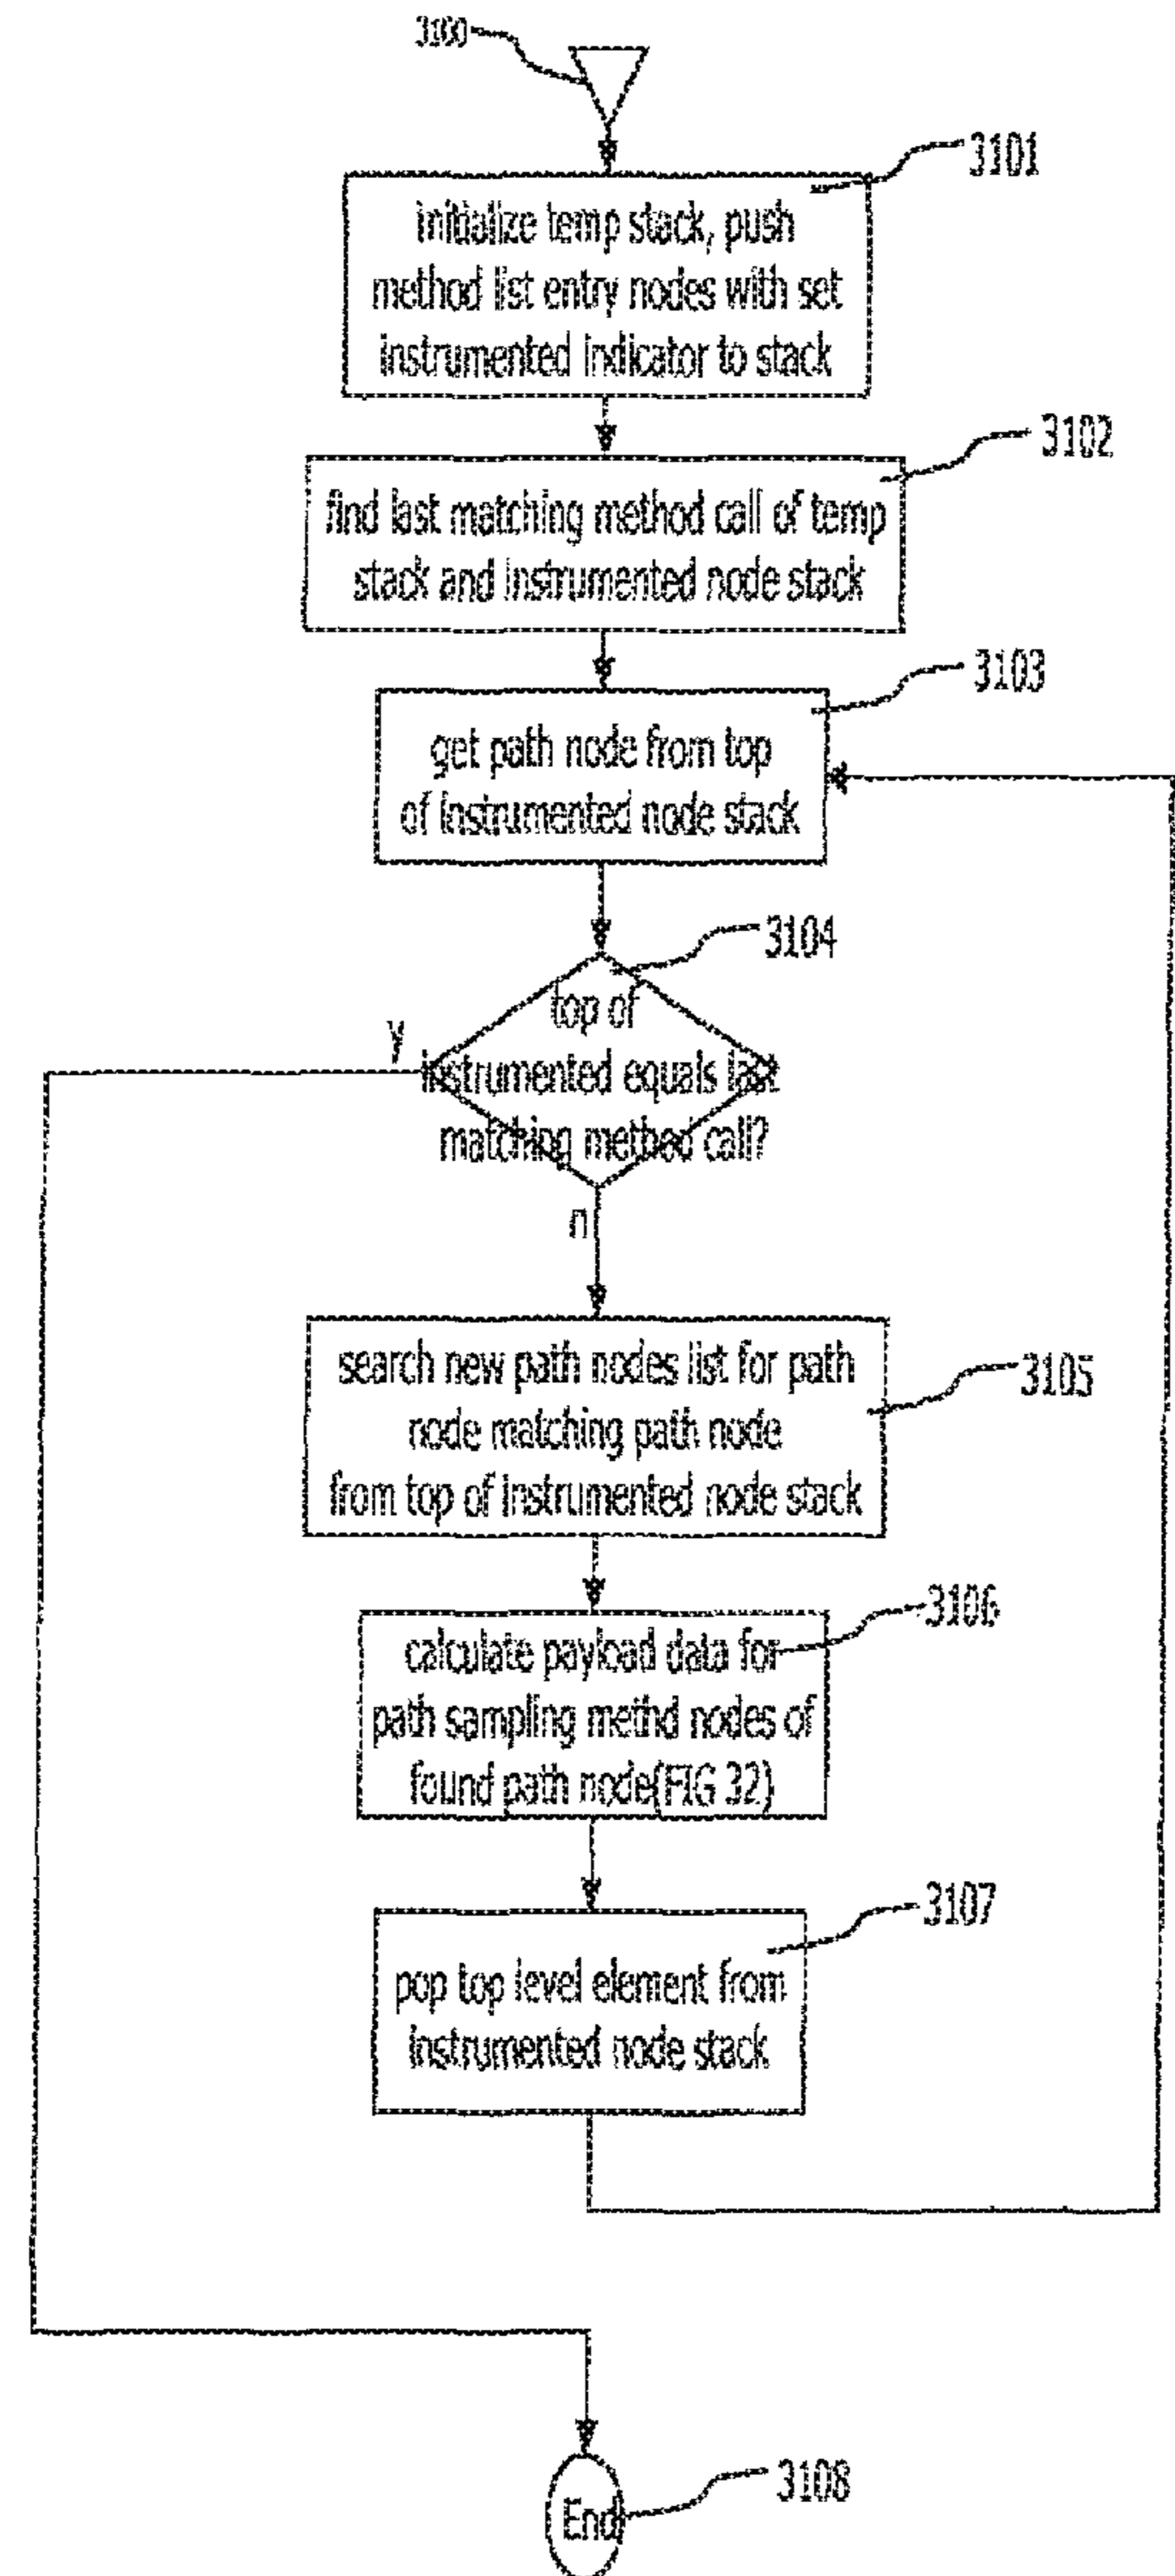 3100
3101
initialize temp stack, push
method list entry nodes with set
instrumented indicator to stack
3102
find last matching method call of temp
stack and instrumented node stack
3103
get path node from top
of instrumented node stack
3104
top of
instrumented equals last
matching method call?
y
n
3105
search new path nodes list for path
node matching path node
from top of instrumented node stack
3106
calculate payload data for
path sampling methd nodes of
found path node(FIG 32)
3107
pop top level element from
instrumented node stack
End
3108